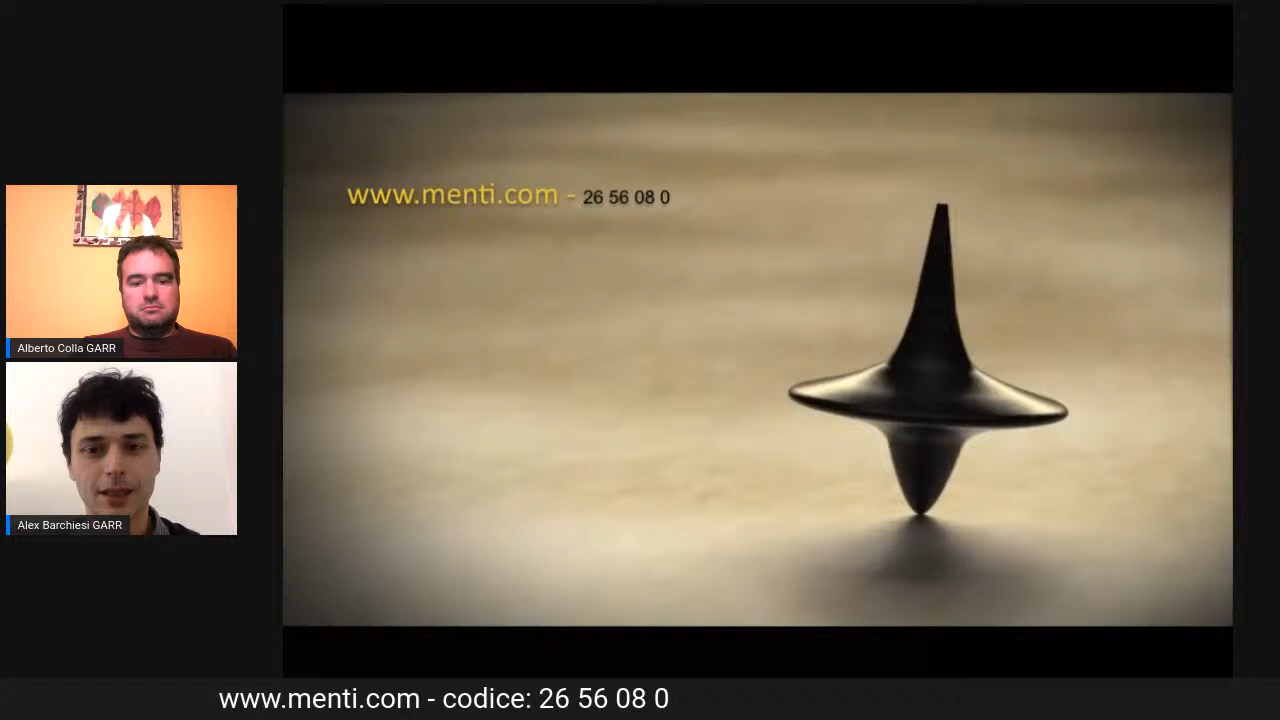 www.menti.com - 26 56 08 0
Alberto Colla GARR
Alex Barchiesi GARR
www.menti.com - codice: 26 56 08 0